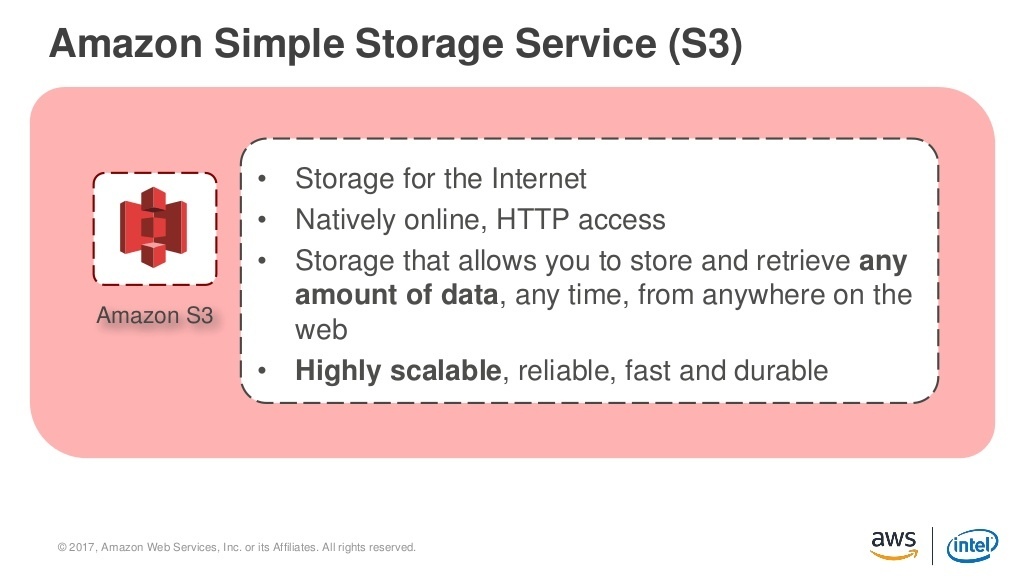 Amazon Simple Storage Service (S3)
• Storage for the Internet
• Natively online, HTTP access
• Storage that allows you to store and retrieve any
amount of data, any time, from anywhere on the
web
• Highly scalable, reliable, fast and durable
Amazon S3
© 2017, Amazon Web Services, Inc. or its Affiliates. All rights reserved.
aws
intel